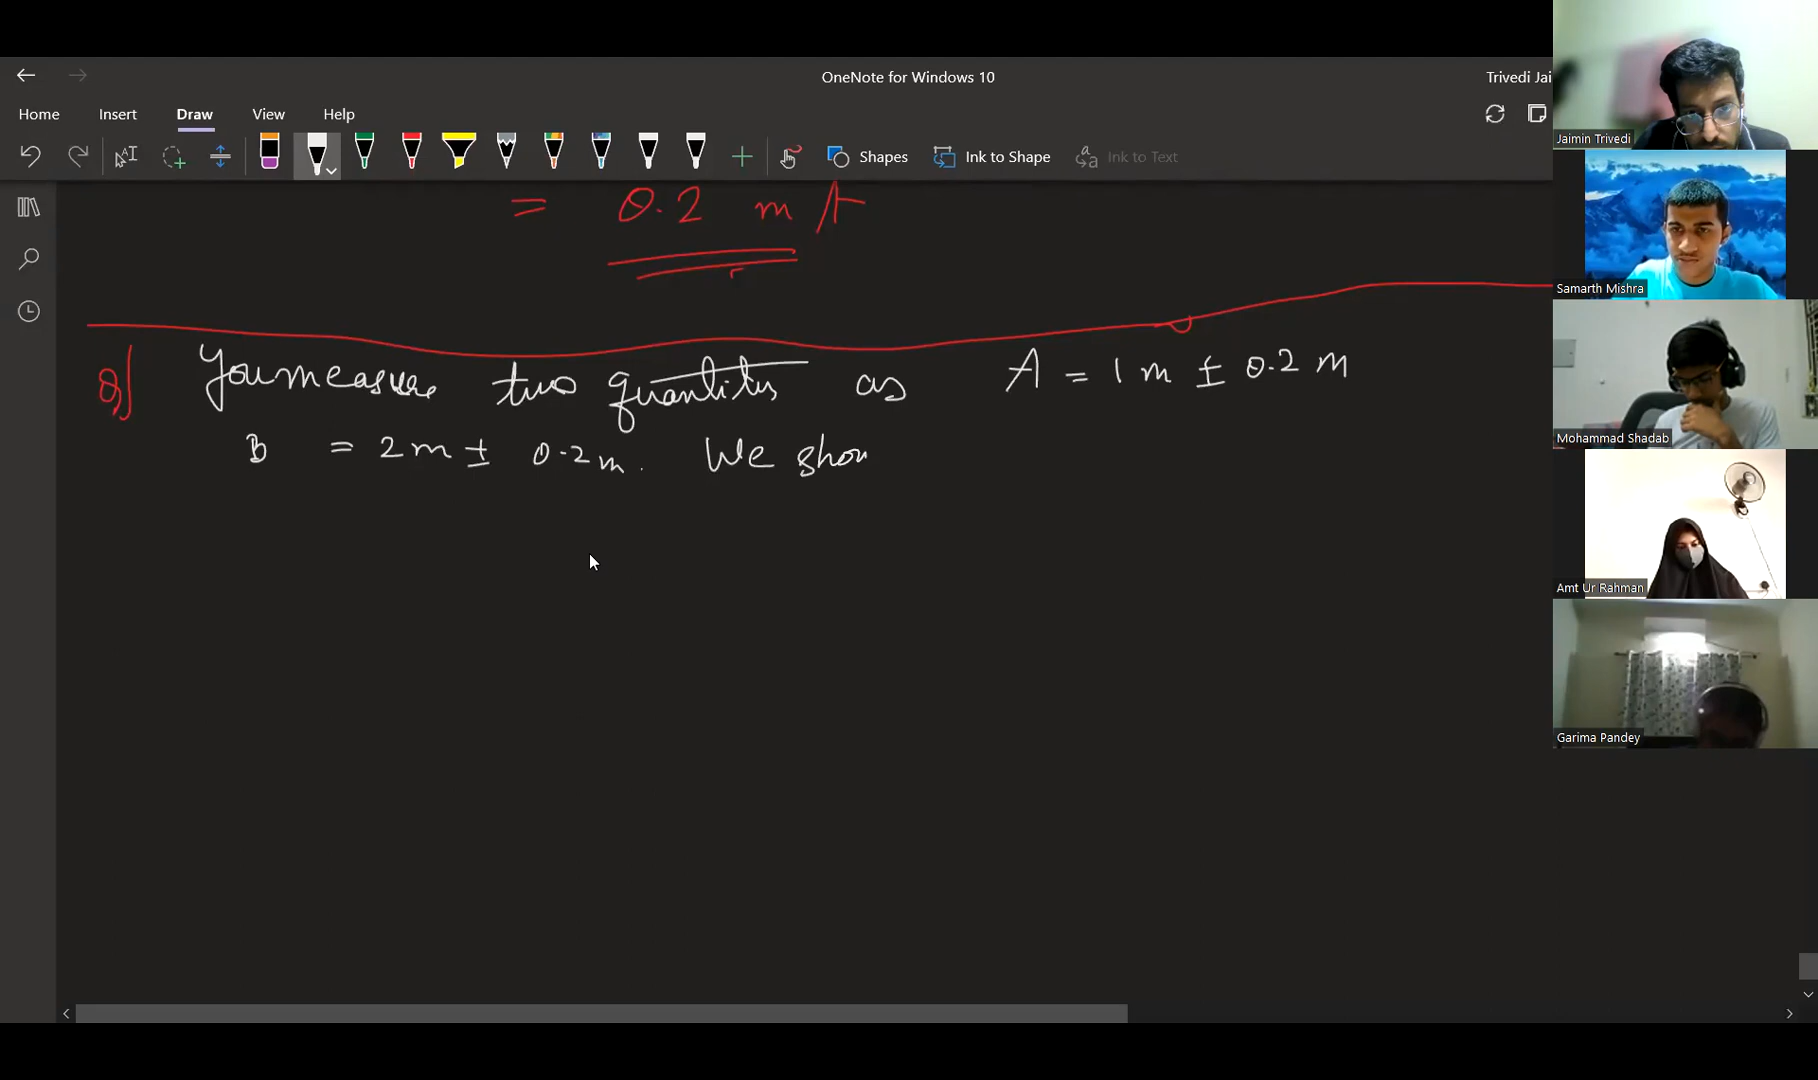 OneNote for Windows 10
Trivedi Jai
Home Insert Draw View Help
Shapes Ink to Shape Ink to Text
= 0.2 m
Q) You measure two quantitus as A = 1 m ± 0.2 m
B = 2 m ± 0.2 m. We shou
Jaimin Trivedi
Samarth Mishra
Mohammad Shadab
Amt Ur Rahman
Garima Pandey